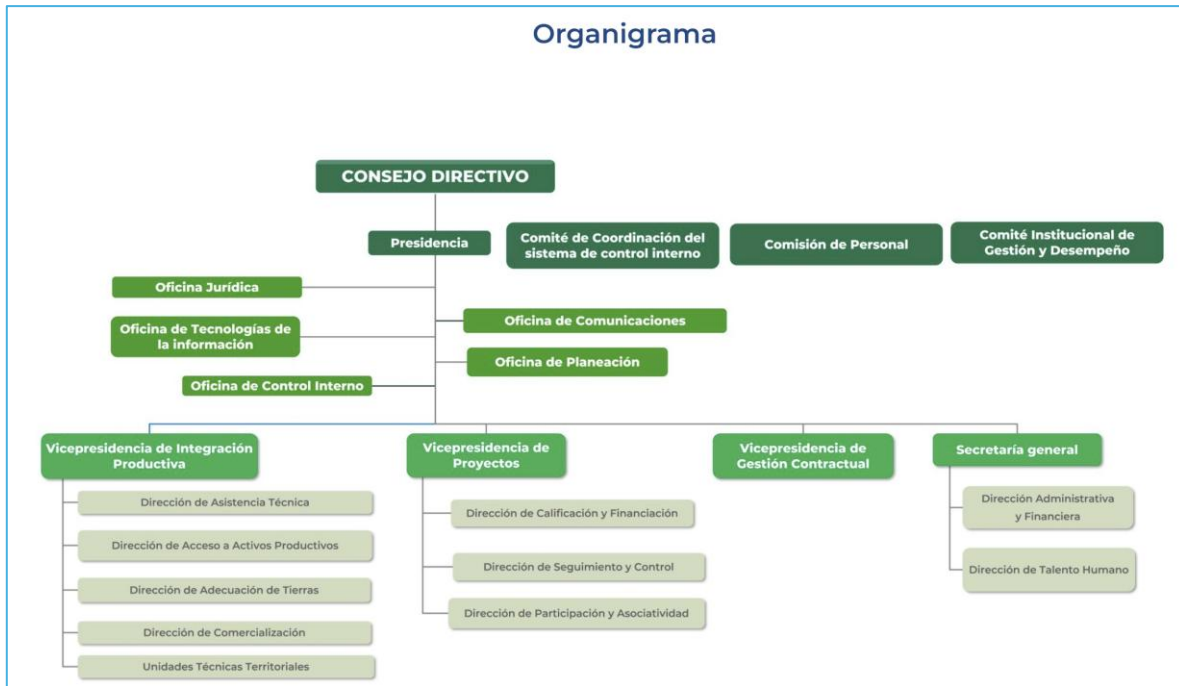 Organigrama
CONSEJO DIRECTIVO
Presidencia
Comité de Coordinación del
sistema de control interno
Comisión de Personal
Comité Institucional de
Gestión y Desempeño
Oficina Jurídica
Oficina de Comunicaciones
Oficina de Tecnologías de
la información
Oficina de Planeación
Oficina de Control Interno
Vicepresidencia de Integración
Productiva
Dirección de Asistencia Técnica
Dirección de Acceso a Activos Productivos
Dirección de Adecuación de Tierras
Dirección de Comercialización
Unidades Técnicas Territoriales
Vicepresidencia de
Proyectos
Dirección de Calificación y Financiación
Dirección de Seguimiento y Control
Dirección de Participación y Asociatividad
Vicepresidencia de
Gestión Contractual
Secretaría general
Dirección Administrativa
y Financiera
Dirección de Talento Humano